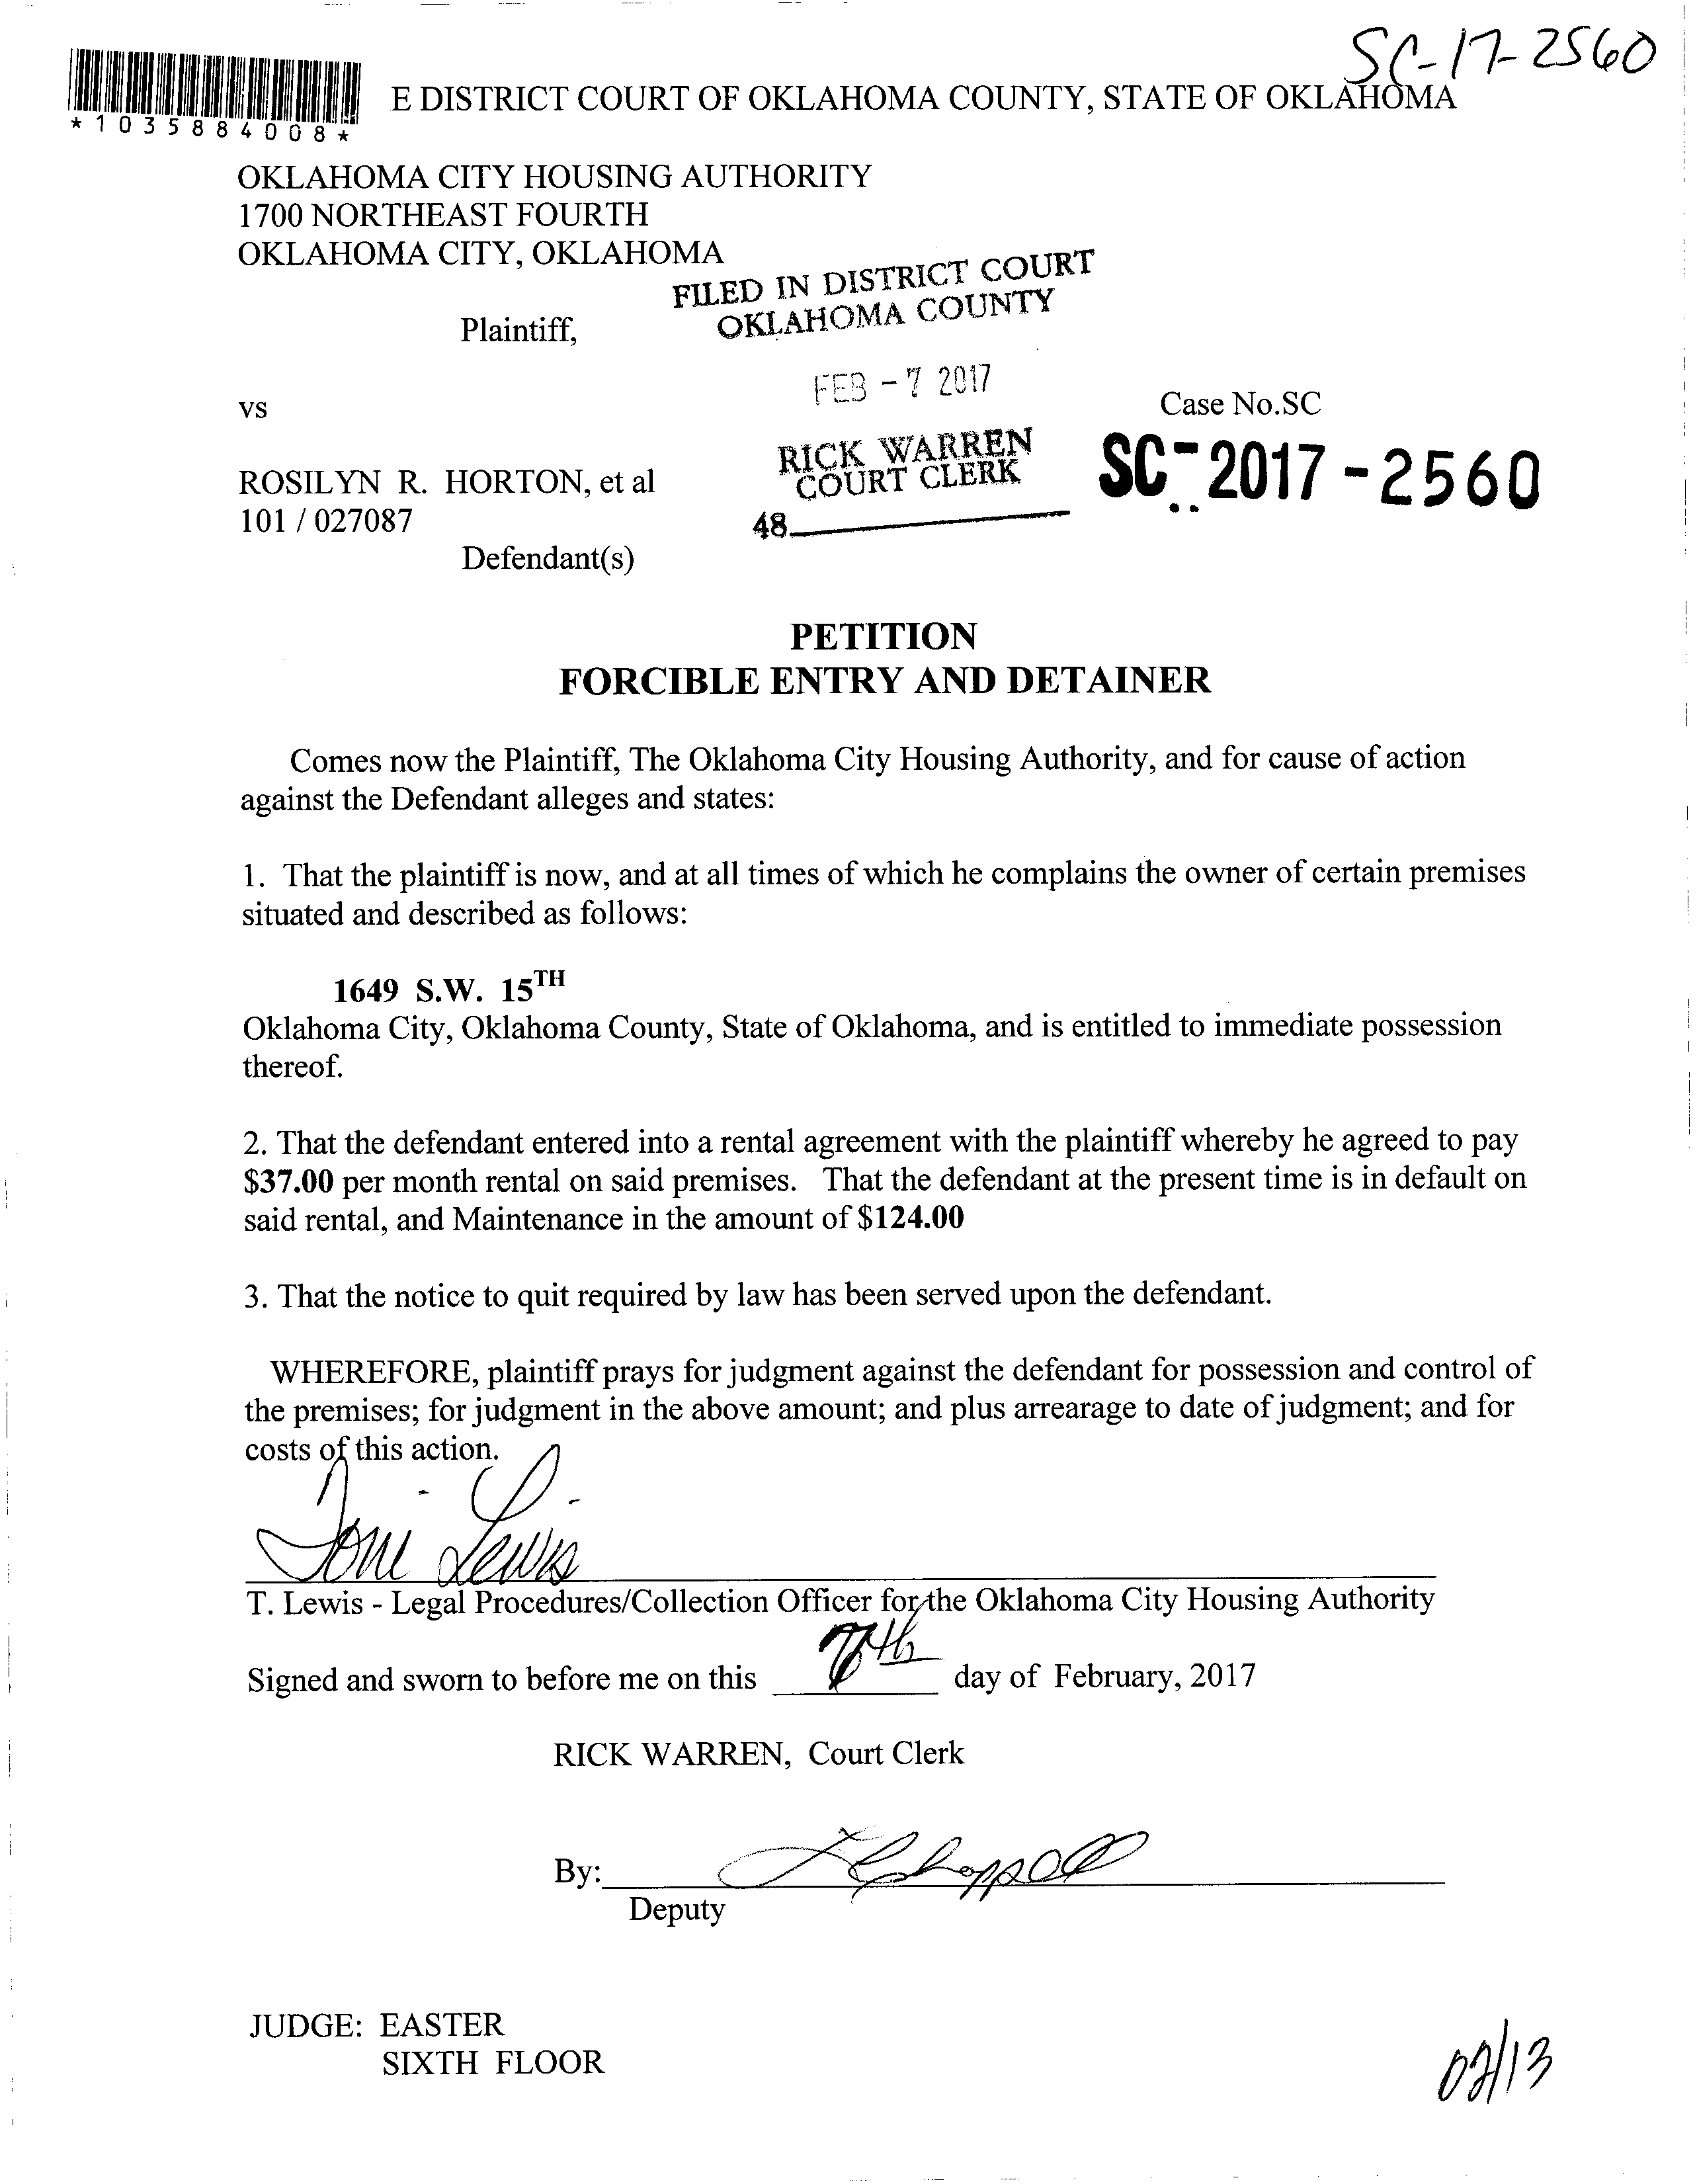 SC-17-2560
E DISTRICT COURT OF OKLAHOMA COUNTY, STATE OF OKLAHOMA
*1035884008*
OKLAHOMA CITY HOUSING AUTHORITY
1700 NORTHEAST FOURTH
OKLAHOMA CITY, OKLAHOMA
FILED IN DISTRICT COURT
OKLAHOMA COUNTY
Plaintiff,
FEB - 7 2017
vs
Case No.SC
RICK WARREN
COURT CLERK
SC-2017-2560
ROSILYN R. HORTON, et al
101 / 027087
48
Defendant(s)
PETITION
FORCIBLE ENTRY AND DETAINER
Comes now the Plaintiff, The Oklahoma City Housing Authority, and for cause of action
against the Defendant alleges and states:
1. That the plaintiff is now, and at all times of which he complains the owner of certain premises
situated and described as follows:
1649 S.W. 15TH
Oklahoma City, Oklahoma County, State of Oklahoma, and is entitled to immediate possession
thereof.
2. That the defendant entered into a rental agreement with the plaintiff whereby he agreed to pay
$37.00 per month rental on said premises. That the defendant at the present time is in default on
said rental, and Maintenance in the amount of $124.00
3. That the notice to quit required by law has been served upon the defendant.
WHEREFORE, plaintiff prays for judgment against the defendant for possession and control of
the premises; for judgment in the above amount; and plus arrearage to date of judgment; and for
costs of this action.
Toni Lewis
T. Lewis - Legal Procedures/Collection Officer for the Oklahoma City Housing Authority
Signed and sworn to before me on this 7th day of February, 2017
RICK WARREN, Court Clerk
By:
Deputy
JUDGE: EASTER
SIXTH FLOOR
02/13